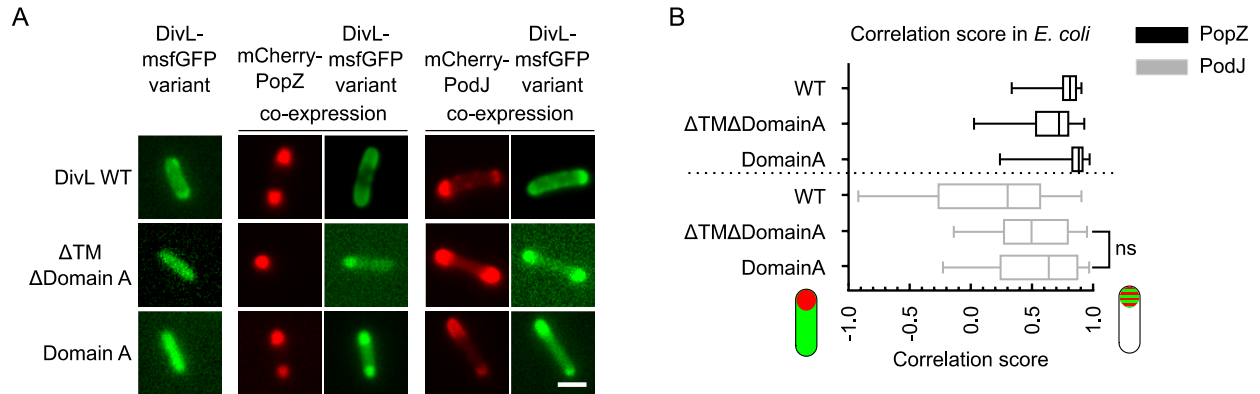 A
DivL-
msfGFP
variant
mCherry-
PopZ
DivL-
msfGFP
variant
co-expression
mCherry-
PodJ
DivL-
msfGFP
variant
co-expression
DivL WT
ΔTM
ΔDomain A
Domain A
B
Correlation score in E. coli
PopZ
PodJ
WT
ΔTMΔDomainA
DomainA
WT
ΔTMΔDomainA
DomainA
ns
-1.0
-0.5
0.0
0.5
1.0
Correlation score